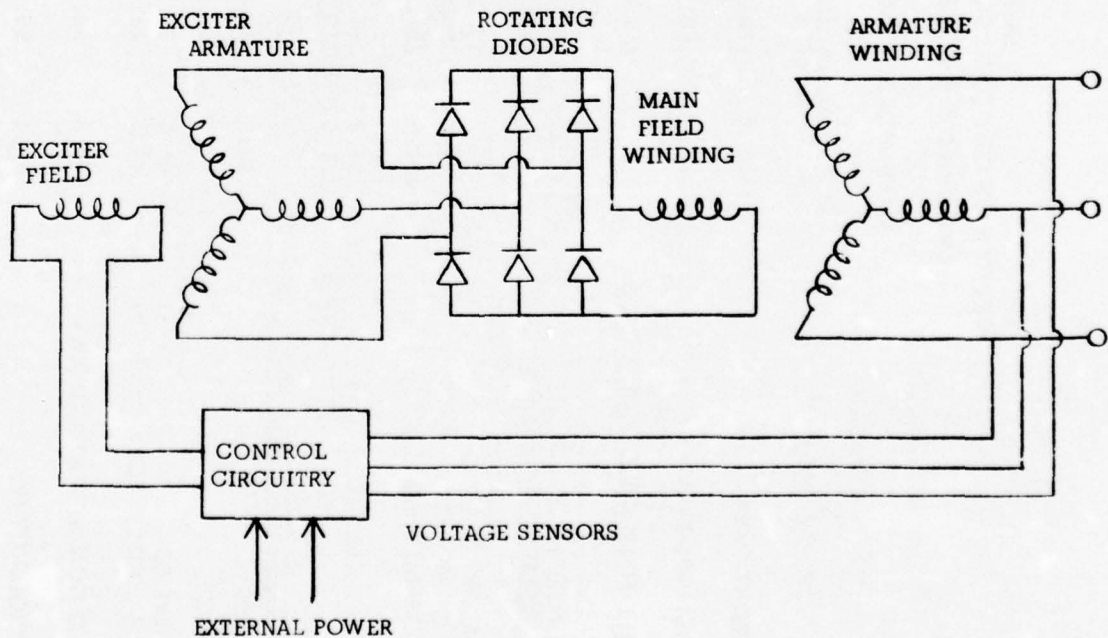 EXCITER
ARMATURE
ROTATING
DIODES
ARMATURE
WINDING
MAIN
FIELD
WINDING
EXCITER
FIELD
CONTROL
CIRCUITRY
VOLTAGE SENSORS
EXTERNAL POWER